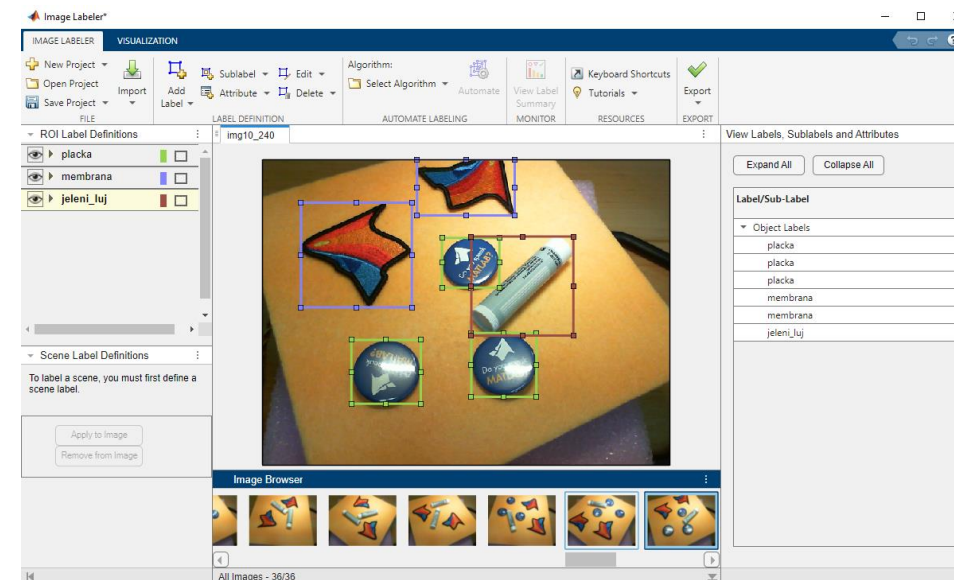 Image Labeler*
IMAGE LABELER VISUALIZATION
New Project
Open Project
Save Project
Import
FILE
Add
Label
Sublabel
Attribute
Edit
Delete
LABEL DEFINITION
Algorithm:
Select Algorithm
Automate
AUTOMATE LABELING
View Label
Summary
MONITOR
Keyboard Shortcuts
Tutorials
RESOURCES
Export
EXPORT
ROI Label Definitions
placka
membrana
jeleni_luj
Scene Label Definitions
To label a scene, you must first define a
scene label.
Apply to Image
Remove from Image
img10_240
MATLAB?
Do you
MATLAB
Image Browser
All Images - 36/36
View Labels, Sublabels and Attributes
Expand All Collapse All
Label/Sub-Label
Object Labels
placka
placka
placka
membrana
membrana
jeleni_luj